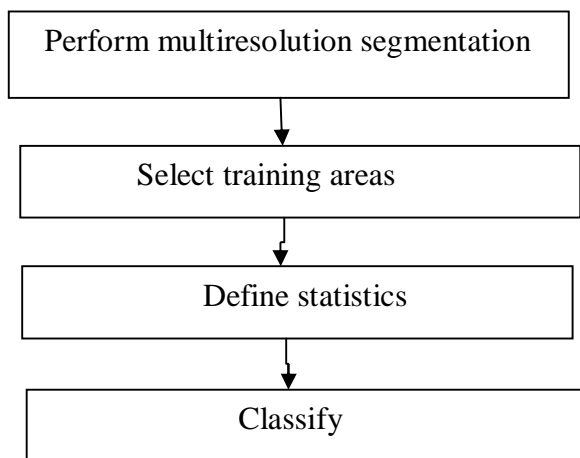 Perform multiresolution segmentation
Select training areas
Define statistics
Classify